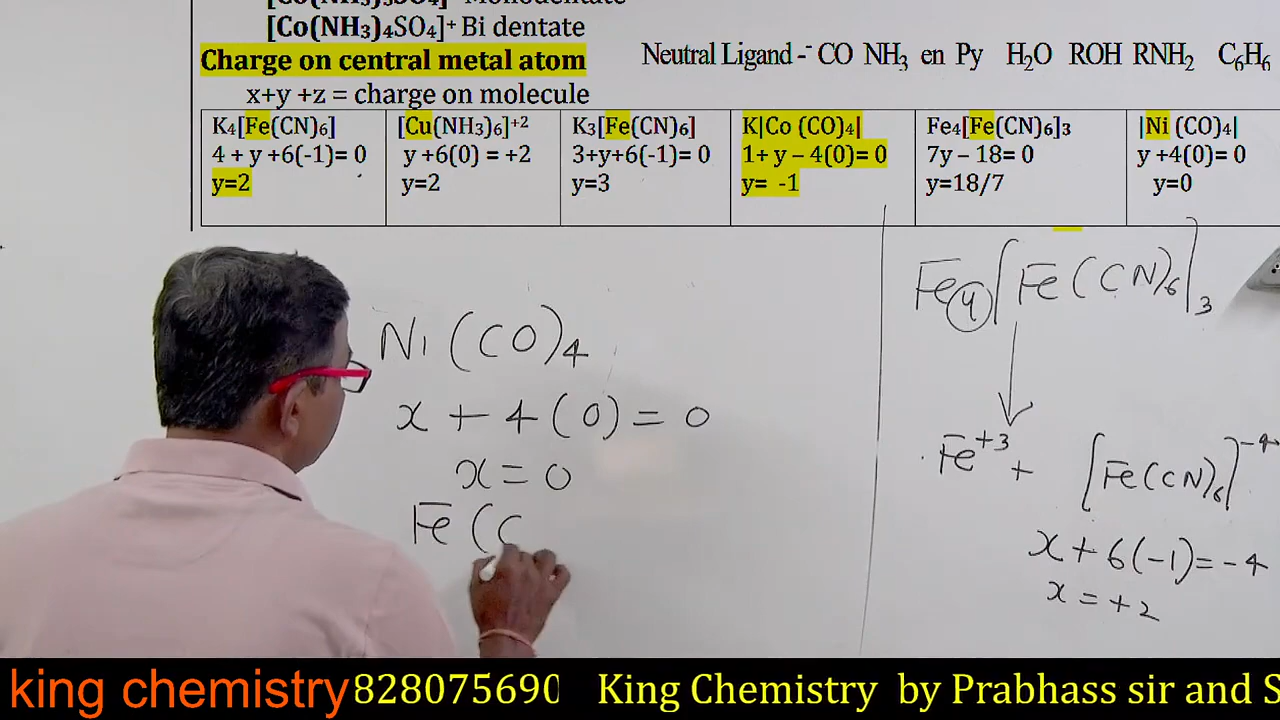 [Co(NH3)5SO4]+ Monodentate
[Co(NH3)4SO4]+ Bi dentate
Charge on central metal atom
Neutral Ligand - CO NH3 en Py H2O ROH RNH2 C6H6
x+y +z = charge on molecule
K4[Fe(CN)6]
4 + y +6(-1)= 0
y=2
[Cu(NH3)6]+2
y +6(0) = +2
y=2
K3[Fe(CN)6]
3+y+6(-1)= 0
y=3
K|Co (CO)4|
1+ y – 4(0)= 0
y= -1
Fe4[Fe(CN)6]3
7y – 18= 0
y=18/7
|Ni (CO)4|
y +4(0)= 0
y=0
Ni (CO)4
x + 4 (0) = 0
x = 0
Fe (C
Fe4[Fe(CN)6]3
Fe+3 + [Fe(CN)6]-4
x + 6(-1) = -4
x = +2
king chemistry 828075690 King Chemistry by Prabhass sir and S